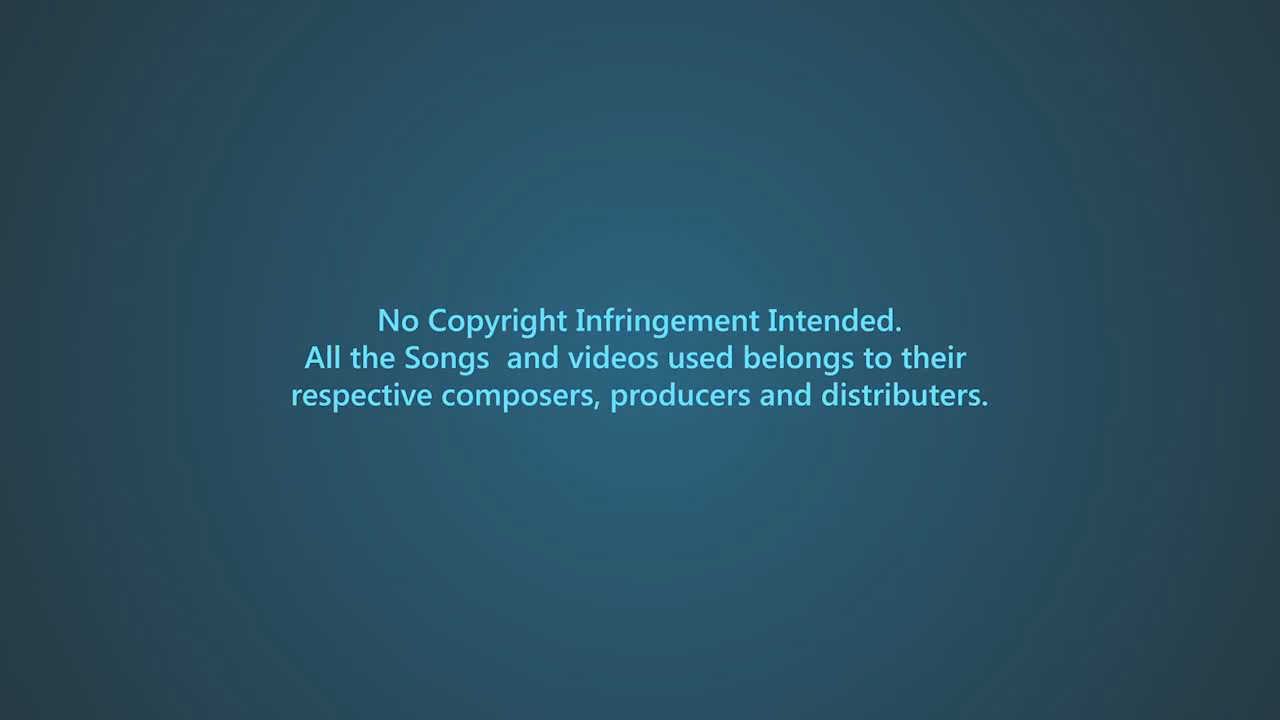 No Copyright Infringement Intended.
All the Songs  and videos used belongs to their
respective composers, producers and distributers.